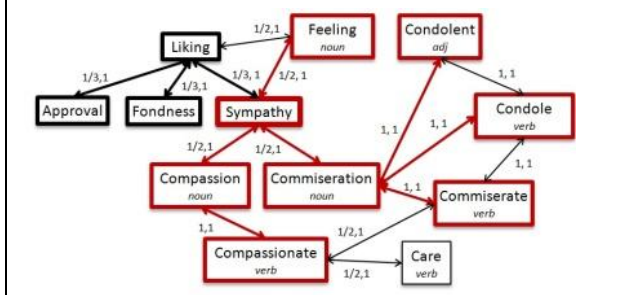 Feeling
noun
Condolent
adj
1/2,1
Liking
1/3,1
1/3,1
1/3, 1
1/2, 1
1, 1
Approval
Fondness
Sympathy
Condole
verb
1, 1
1, 1
1/2,1
1/2,1
1, 1
Compassion
noun
Commiseration
noun
1, 1
Commiserate
verb
1,1
1/2,1
Compassionate
verb
Care
verb
1/2,1